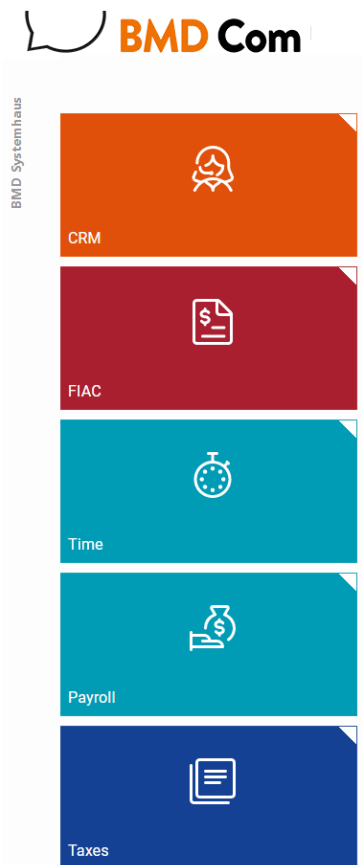 BMD Com
BMD Systemhaus
CRM
FIAC
Time
Payroll
Taxes